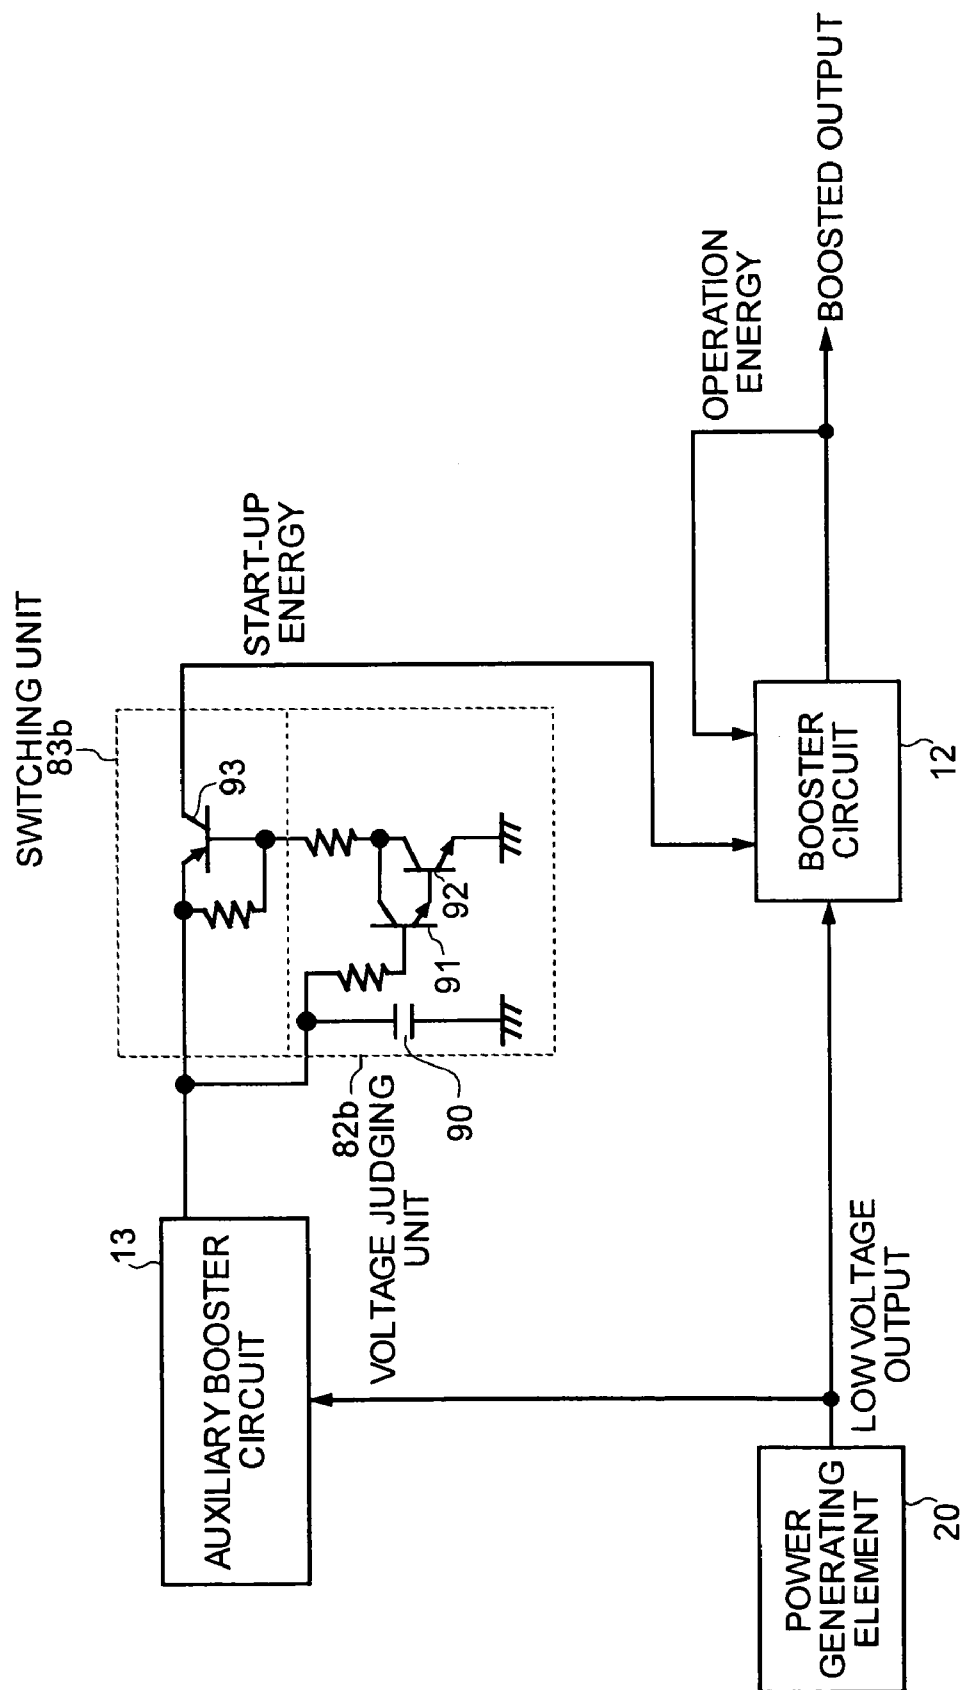 SWITCHING UNIT
83b
93
START-UP
ENERGY
13
AUXILIARY BOOSTER
CIRCUIT
82b
VOLTAGE JUDGING
UNIT
90
91
92
OPERATION
ENERGY
BOOSTED OUTPUT
POWER
GENERATING
ELEMENT
20
LOW VOLTAGE
OUTPUT
BOOSTER
CIRCUIT
12